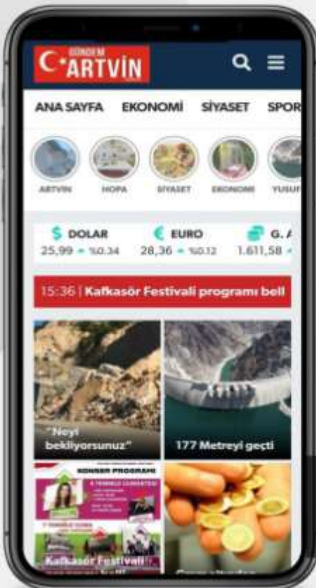 GÜNDEM
ARTVİN
ANA SAYFA EKONOMİ SİYASET SPOR
ARTVİN HOPA SİYASET EKONOMİ YUSUF
$ DOLAR € EURO G. A
25,99 %0.34 28,36 %0.12 1.611,58
15:36 | Kafkasör Festivali programı bell
"Neyi
bekliyorsunuz"
177 Metreyi geçti
KONSER PROGRAMI
Kafkasör Festivali